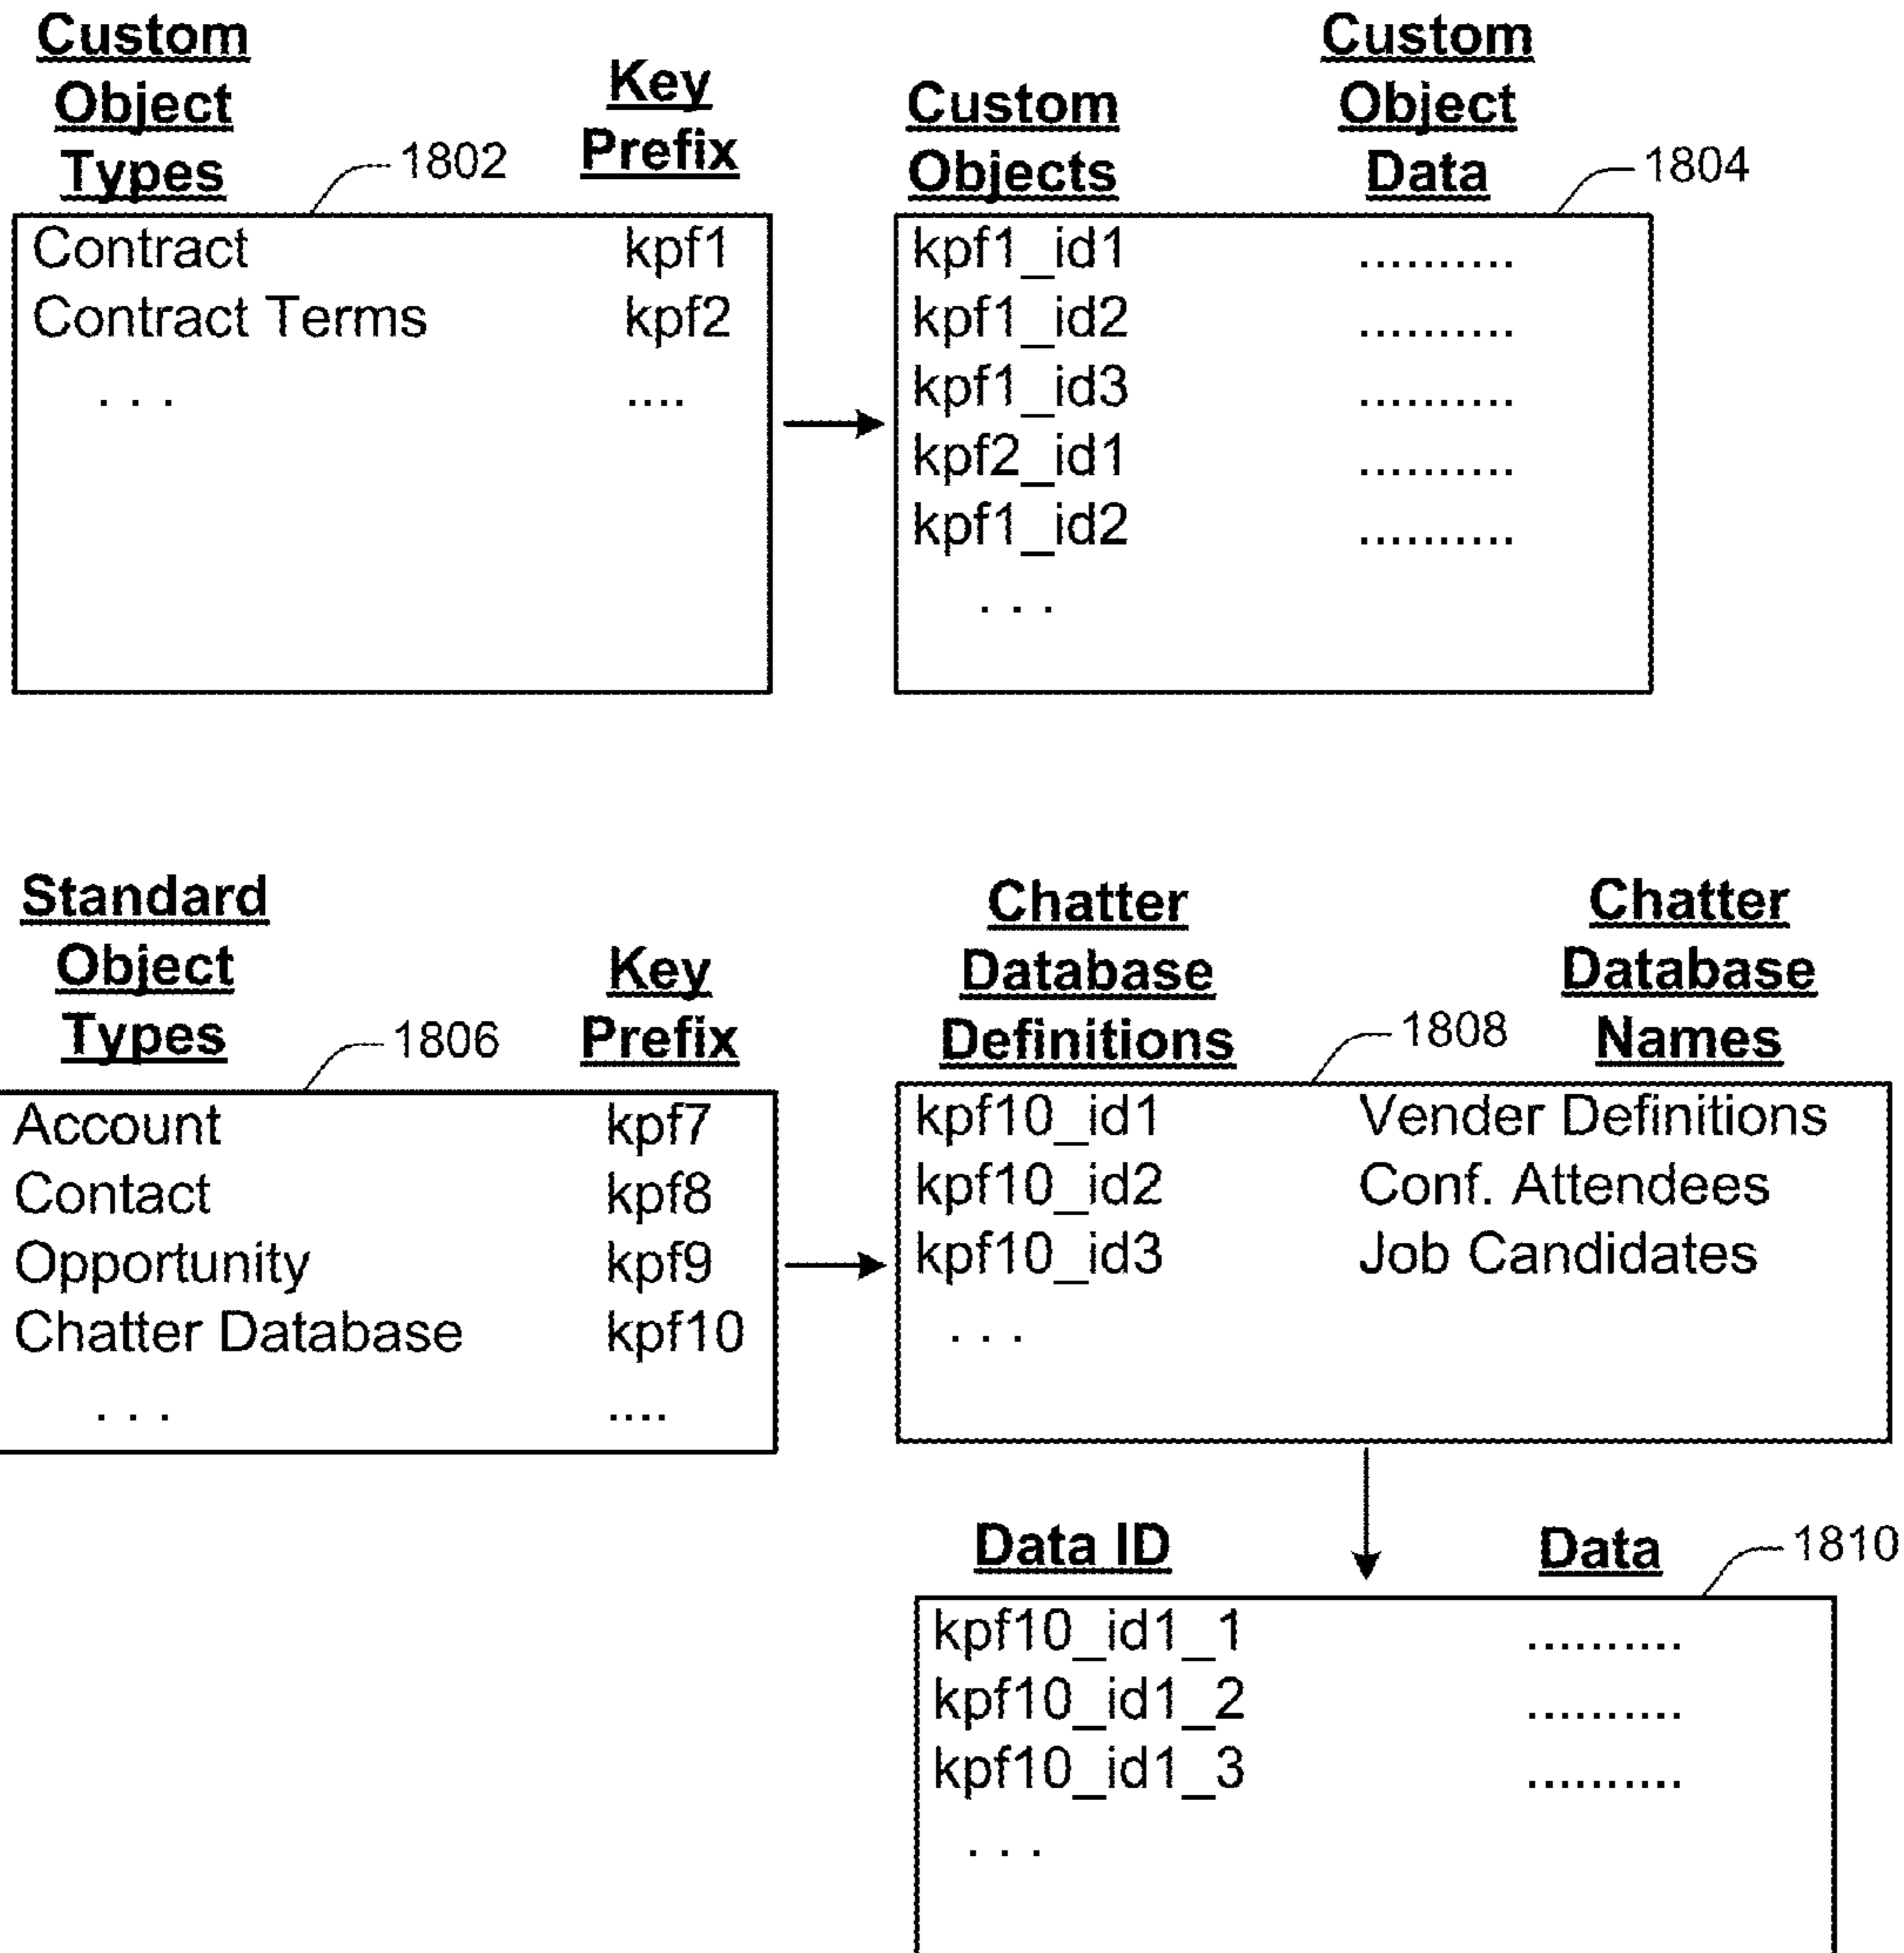 Custom
Object
Types
Key
Prefix
1802
Custom
Objects
Custom
Object
Data
1804
Contract kpf1
Contract Terms kpf2
. . . ....
kpf1_id1 ..........
kpf1_id2 ..........
kpf1_id3 ..........
kpf2_id1 ..........
kpf1_id2 ..........
. . .
Standard
Object
Types
Key
Prefix
1806
Chatter
Database
Definitions
Chatter
Database
Names
1808
Account kpf7
Contact kpf8
Opportunity kpf9
Chatter Database kpf10
. . . ....
kpf10_id1 Vender Definitions
kpf10_id2 Conf. Attendees
kpf10_id3 Job Candidates
. . .
Data ID Data
1810
kpf10_id1_1 ..........
kpf10_id1_2 ..........
kpf10_id1_3 ..........
. . .